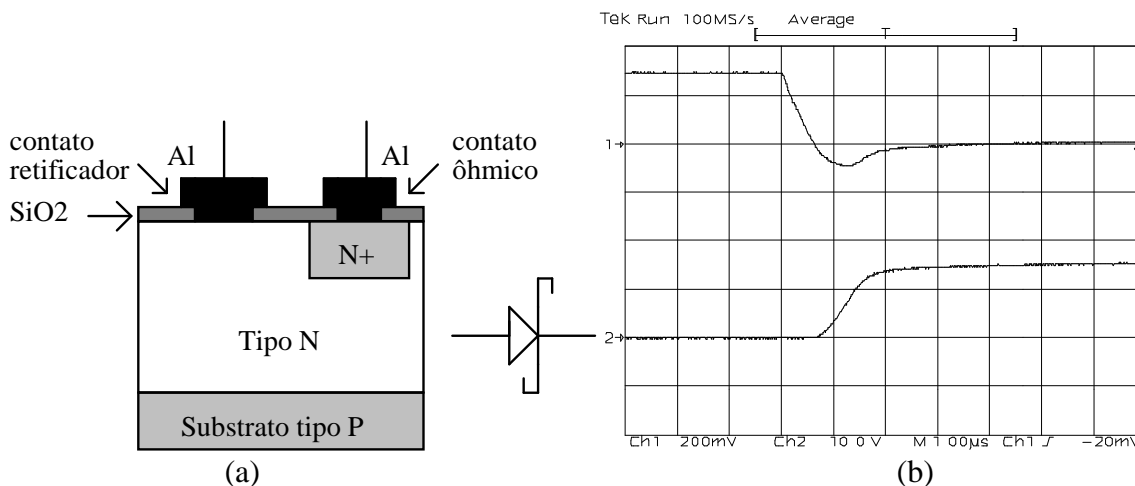 contato
retificador
Al
Al
contato
ôhmico
SiO2
N+
Tipo N
Substrato tipo P
(a)
Tek Run 100MS/s Average
T
1
2
Ch1 200mV Ch2 10.0 V M 1.00µs Ch1 -20mV
(b)